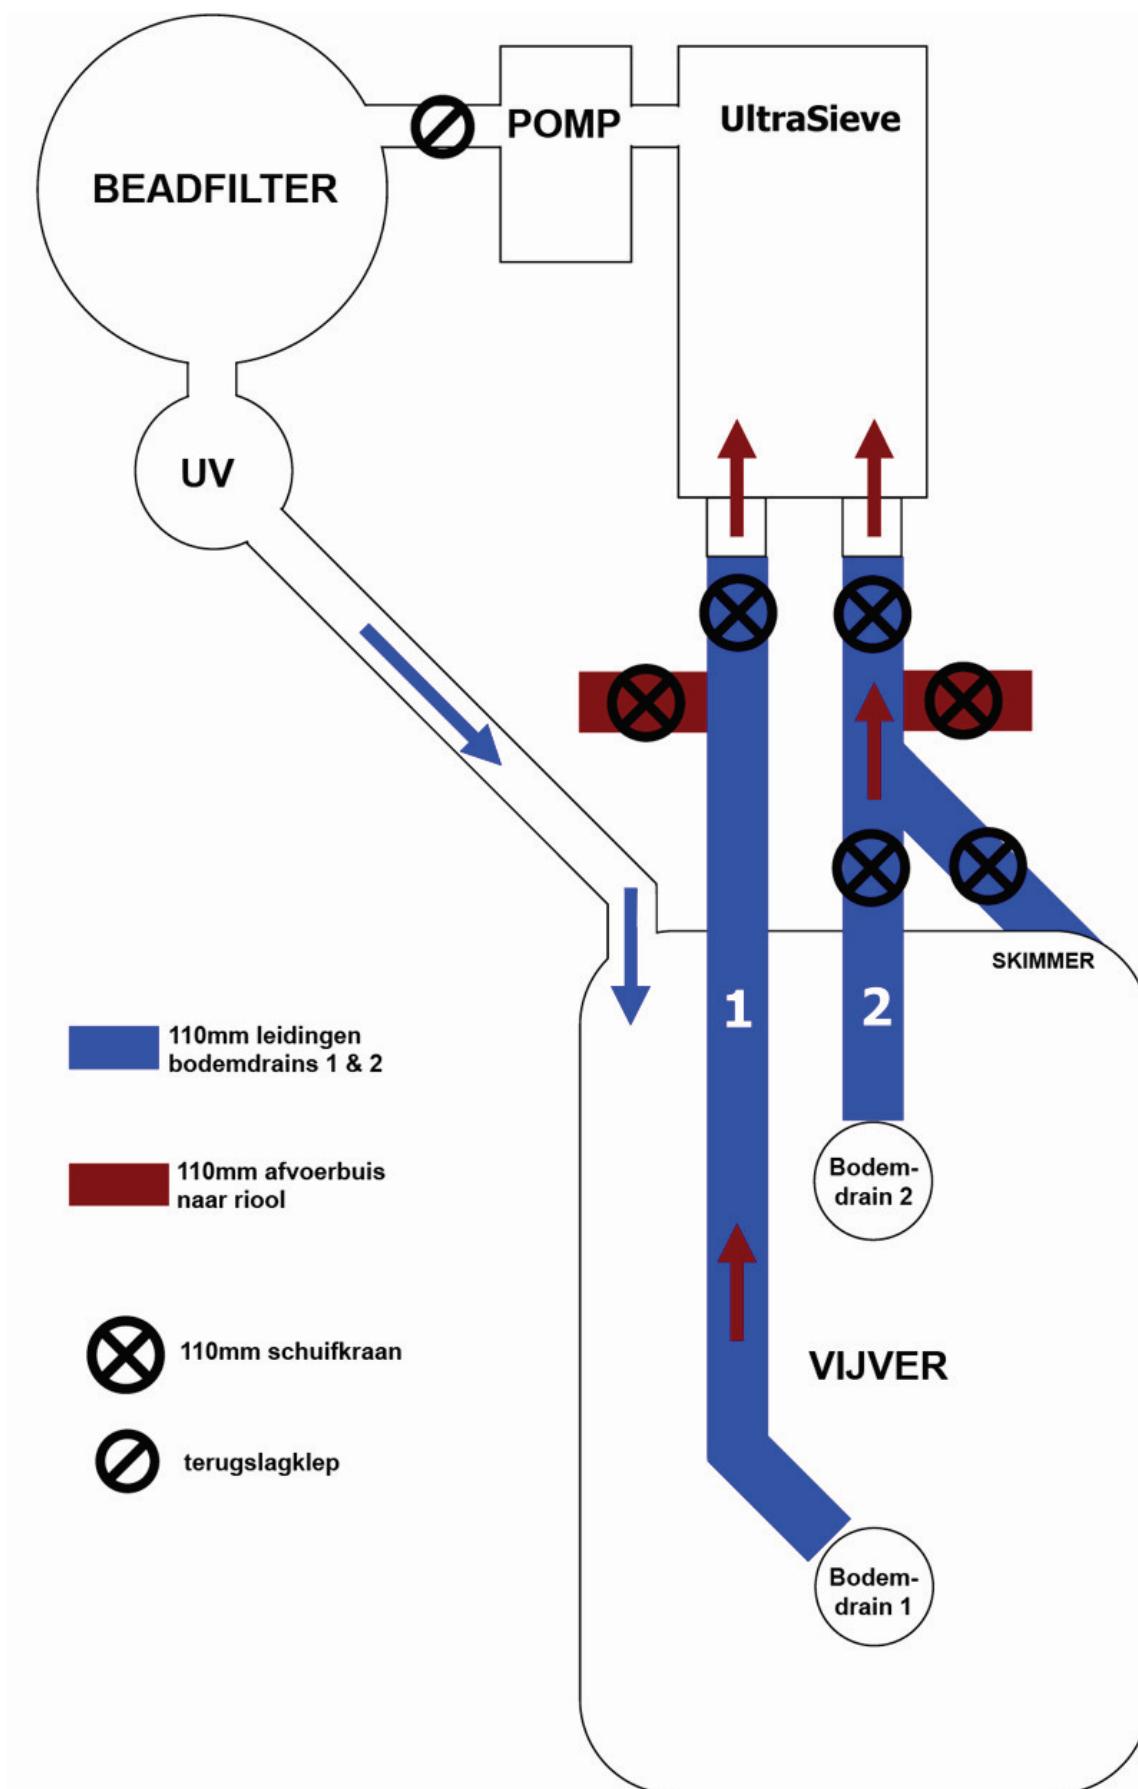 BEADFILTER
POMP
UltraSieve
UV
SKIMMER
1
2
110mm leidingen
bodemdrains 1 & 2
110mm afvoerbuis
naar riool
110mm schuifkraan
terugslagklep
Bodem-
drain 2
VIJVER
Bodem-
drain 1